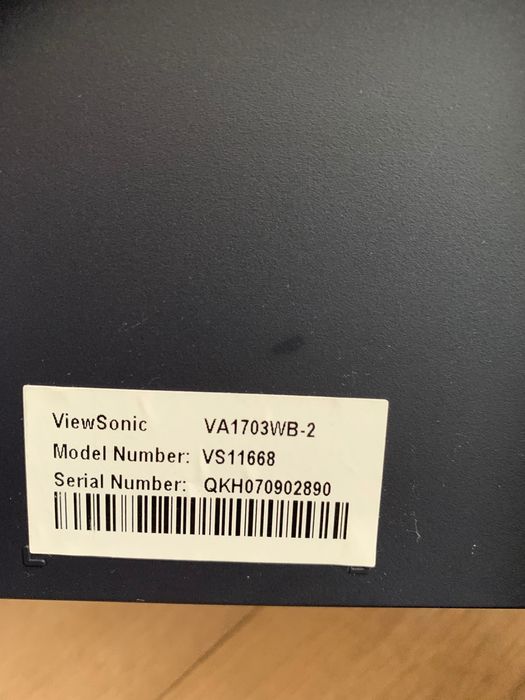 ViewSonic VA1703WB-2
Model Number: VS11668
Serial Number: QKH070902890